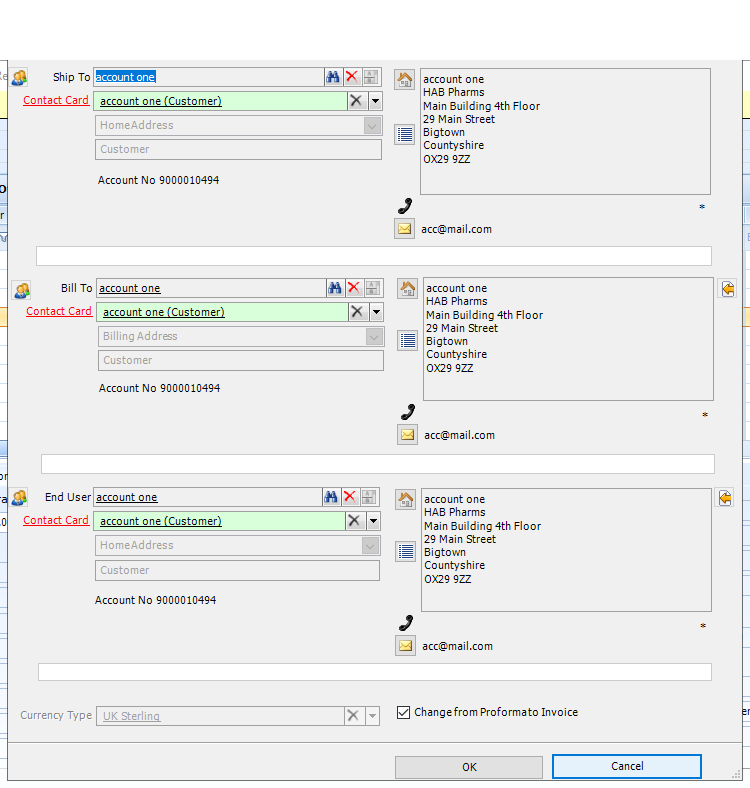 Ship To account one
Contact Card account one (Customer)
HomeAddress
Customer
Account No 9000010494
account one
HAB Pharms
Main Building 4th Floor
29 Main Street
Bigtown
Countyshire
OX29 9ZZ
*
acc@mail.com
Bill To account one
Contact Card account one (Customer)
Billing Address
Customer
Account No 9000010494
account one
HAB Pharms
Main Building 4th Floor
29 Main Street
Bigtown
Countyshire
OX29 9ZZ
*
acc@mail.com
End User account one
Contact Card account one (Customer)
HomeAddress
Customer
Account No 9000010494
account one
HAB Pharms
Main Building 4th Floor
29 Main Street
Bigtown
Countyshire
OX29 9ZZ
*
acc@mail.com
Currency Type UK Sterling
Change from Proformato Invoice
OK Cancel